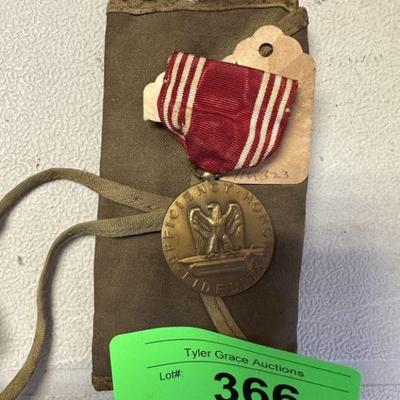 EFFICIENCY · HONOR
FIDELITY
Tyler Grace Auctions
Lot#:
366